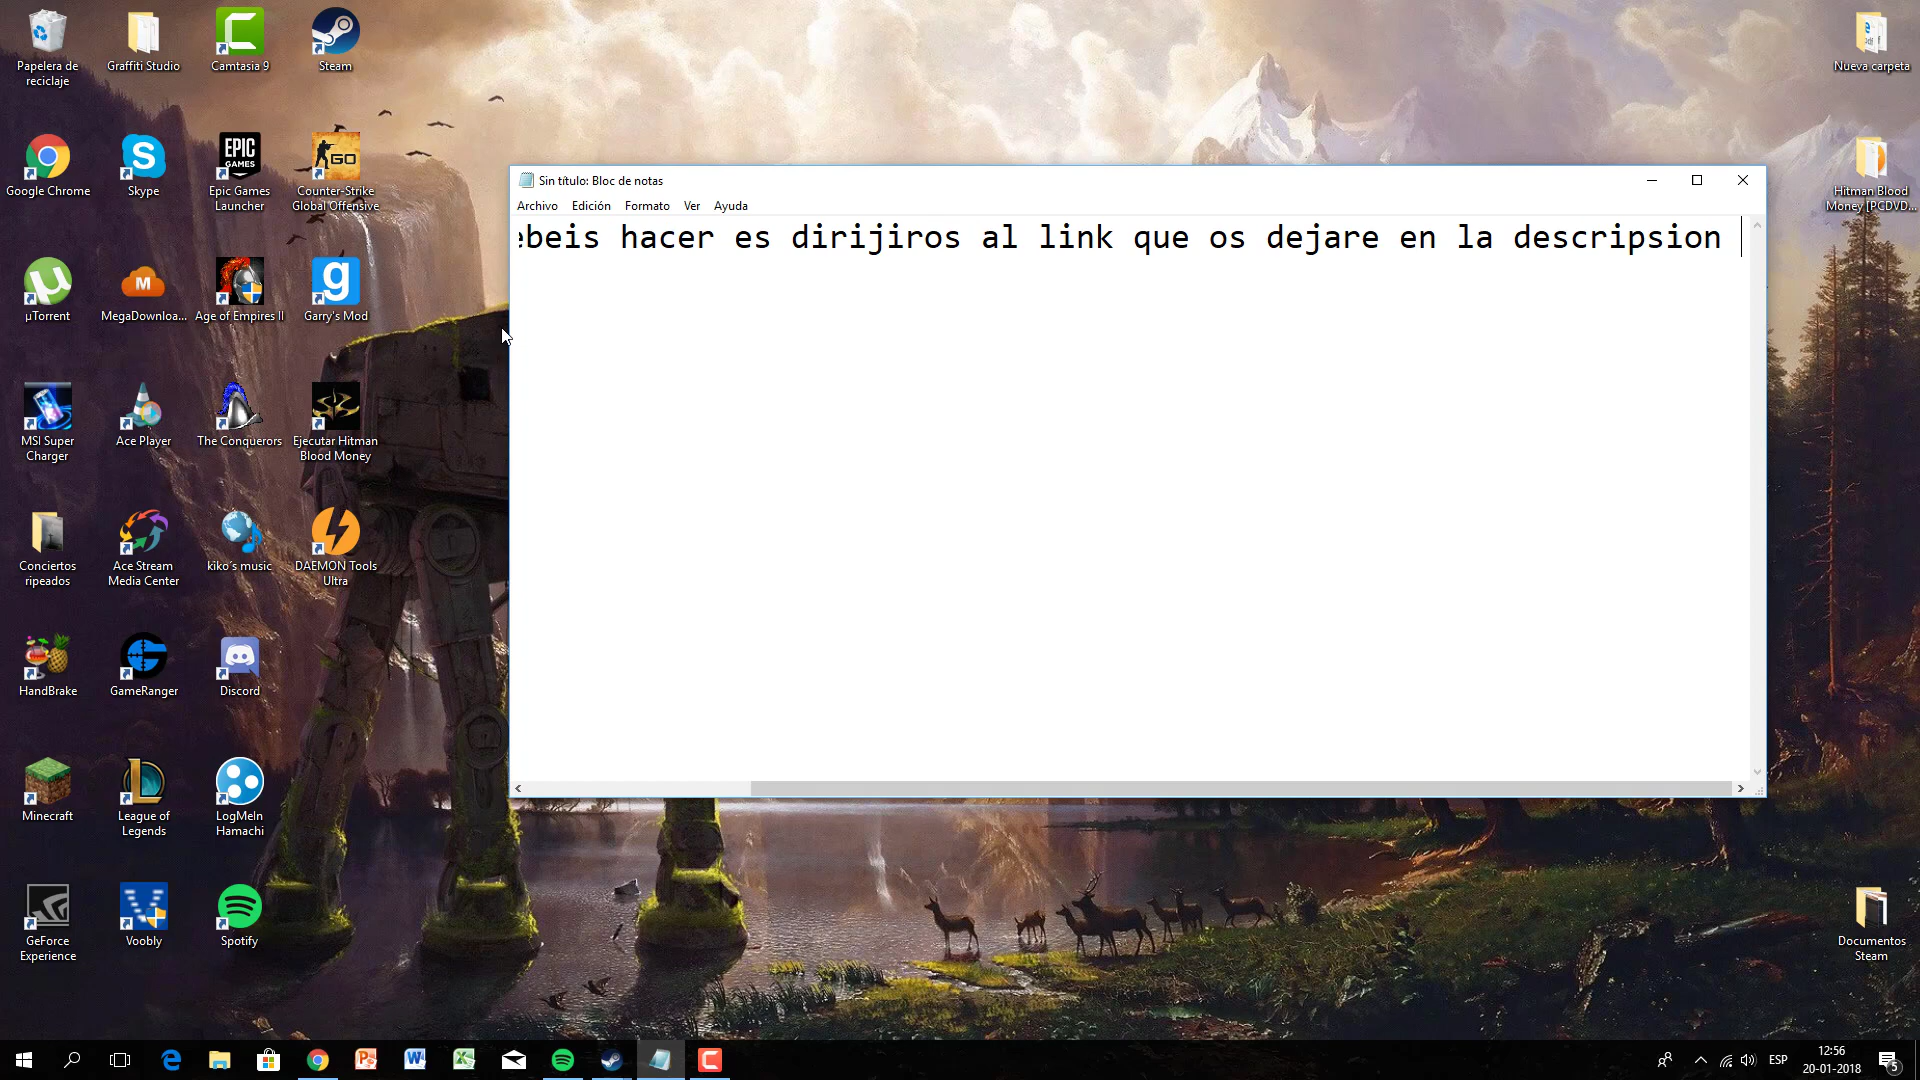 Papelera de
reciclaje
Graffiti Studio
Camtasia 9
Steam
Nueva carpeta
Google Chrome
Skype
EPIC
GAMES
Epic Games
Launcher
GO
Counter-Strike
Global Offensive
Hitman Blood
Money [PCDVD...
Sin título: Bloc de notas
Archivo Edición Formato Ver Ayuda
ebeis hacer es dirijiros al link que os dejare en la descripsion
µTorrent
MegaDownloa...
Age of Empires II
Garry's Mod
MSI Super
Charger
Ace Player
The Conquerors
Ejecutar Hitman
Blood Money
Conciertos
ripeados
Ace Stream
Media Center
kiko´s music
DAEMON Tools
Ultra
HandBrake
GameRanger
Discord
Minecraft
League of
Legends
LogMeIn
Hamachi
GeForce
Experience
Voobly
Spotify
Documentos
Steam
ESP
12:56
20-01-2018
5